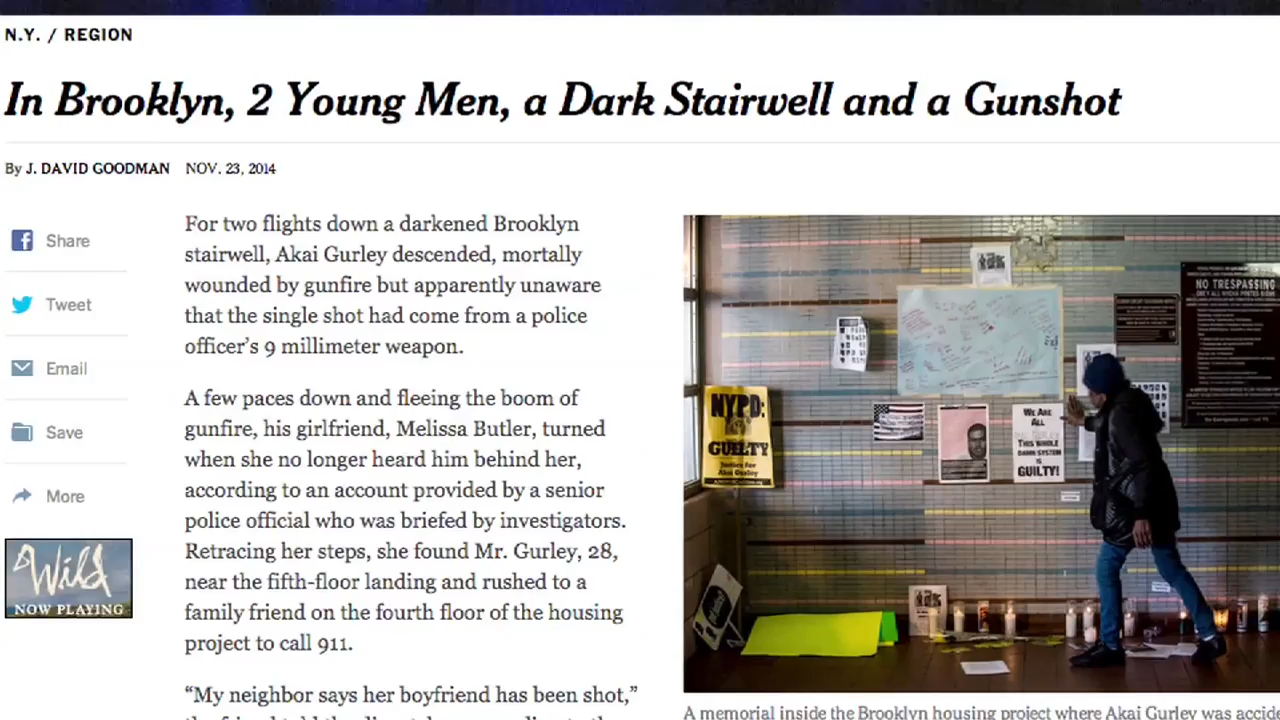 N.Y. / REGION
In Brooklyn, 2 Young Men, a Dark Stairwell and a Gunshot
By J. DAVID GOODMAN NOV. 23, 2014
Share
Tweet
Email
Save
More
Wild
NOW PLAYING
For two flights down a darkened Brooklyn
stairwell, Akai Gurley descended, mortally
wounded by gunfire but apparently unaware
that the single shot had come from a police
officer's 9 millimeter weapon.
A few paces down and fleeing the boom of
gunfire, his girlfriend, Melissa Butler, turned
when she no longer heard him behind her,
according to an account provided by a senior
police official who was briefed by investigators.
Retracing her steps, she found Mr. Gurley, 28,
near the fifth-floor landing and rushed to a
family friend on the fourth floor of the housing
project to call 911.
“My neighbor says her boyfriend has been shot,”
NYPD:
GUILTY
Justice for
Akai Gurley
WE ARE
ALL
THIS WHOLE
DAMN SYSTEM
IS
GUILTY!
NO TRESPASSING
A memorial inside the Brooklyn housing project where Akai Gurley was